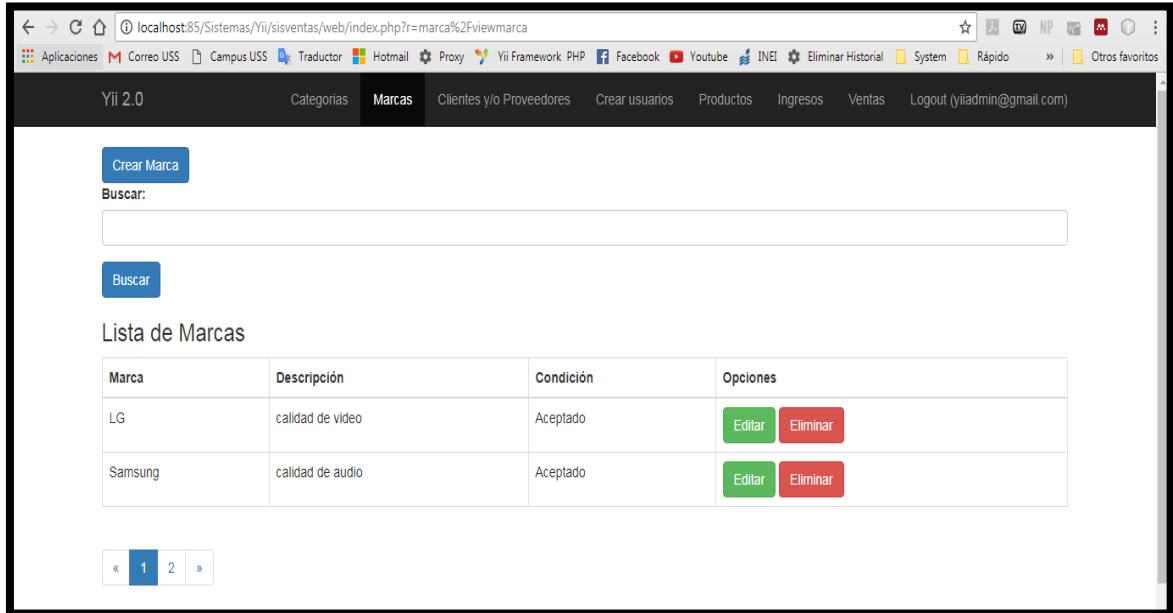 localhost:85/Sistemas/Yii/sisventas/web/index.php?r=marca%2Fviewmarca
TV NP
Aplicaciones Correo USS Campus USS Traductor Hotmail Proxy Yii Framework PHP Facebook Youtube INEI Eliminar Historial System Rápido » Otros favoritos
Yii 2.0 Categorias Marcas Clientes y/o Proveedores Crear usuarios Productos Ingresos Ventas Logout (yiiadmin@gmail.com)
Crear Marca
Buscar:
Buscar
Lista de Marcas
Marca Descripción Condición Opciones
LG calidad de video Aceptado Editar Eliminar
Samsung calidad de audio Aceptado Editar Eliminar
« 1 2 »